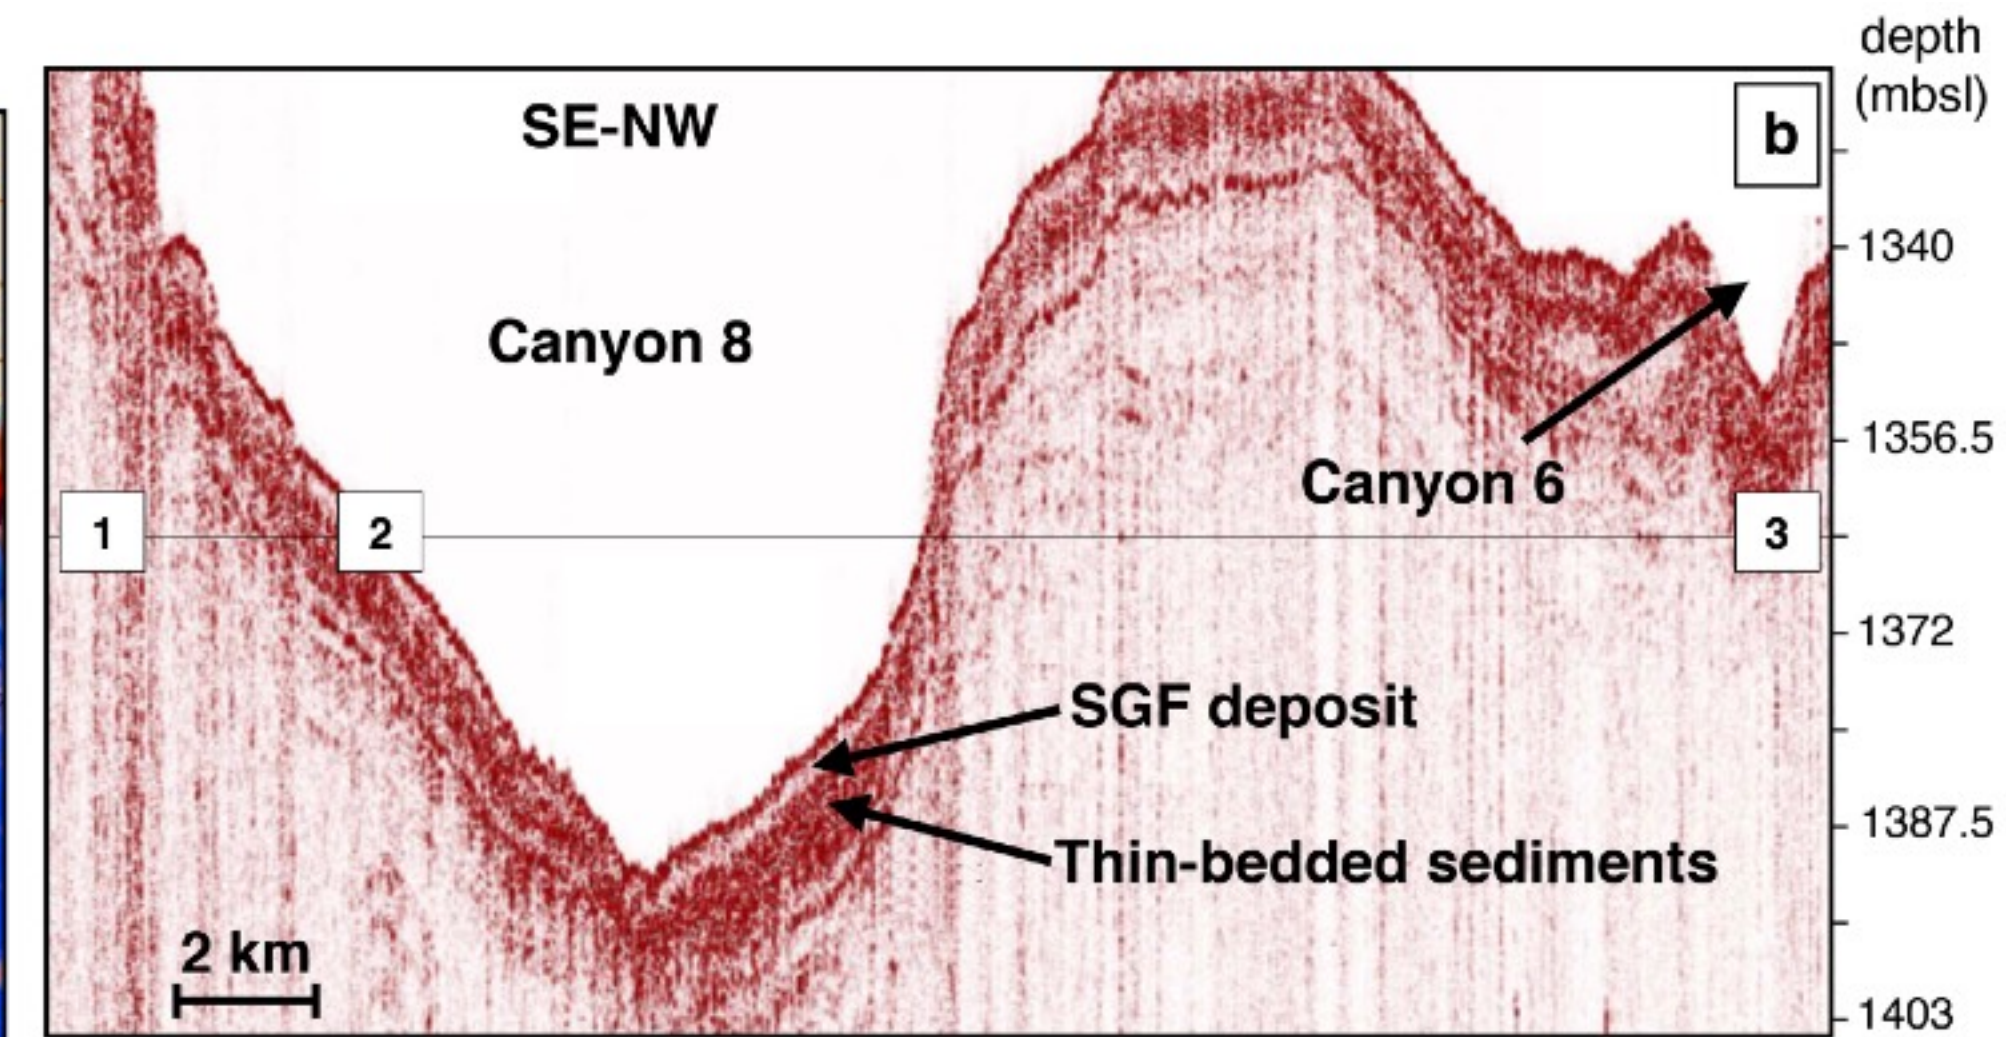 depth
(mbsl)
SE-NW
b
1340
Canyon 8
1356.5
Canyon 6
1
2
3
1372
SGF deposit
1387.5
Thin-bedded sediments
2 km
1403